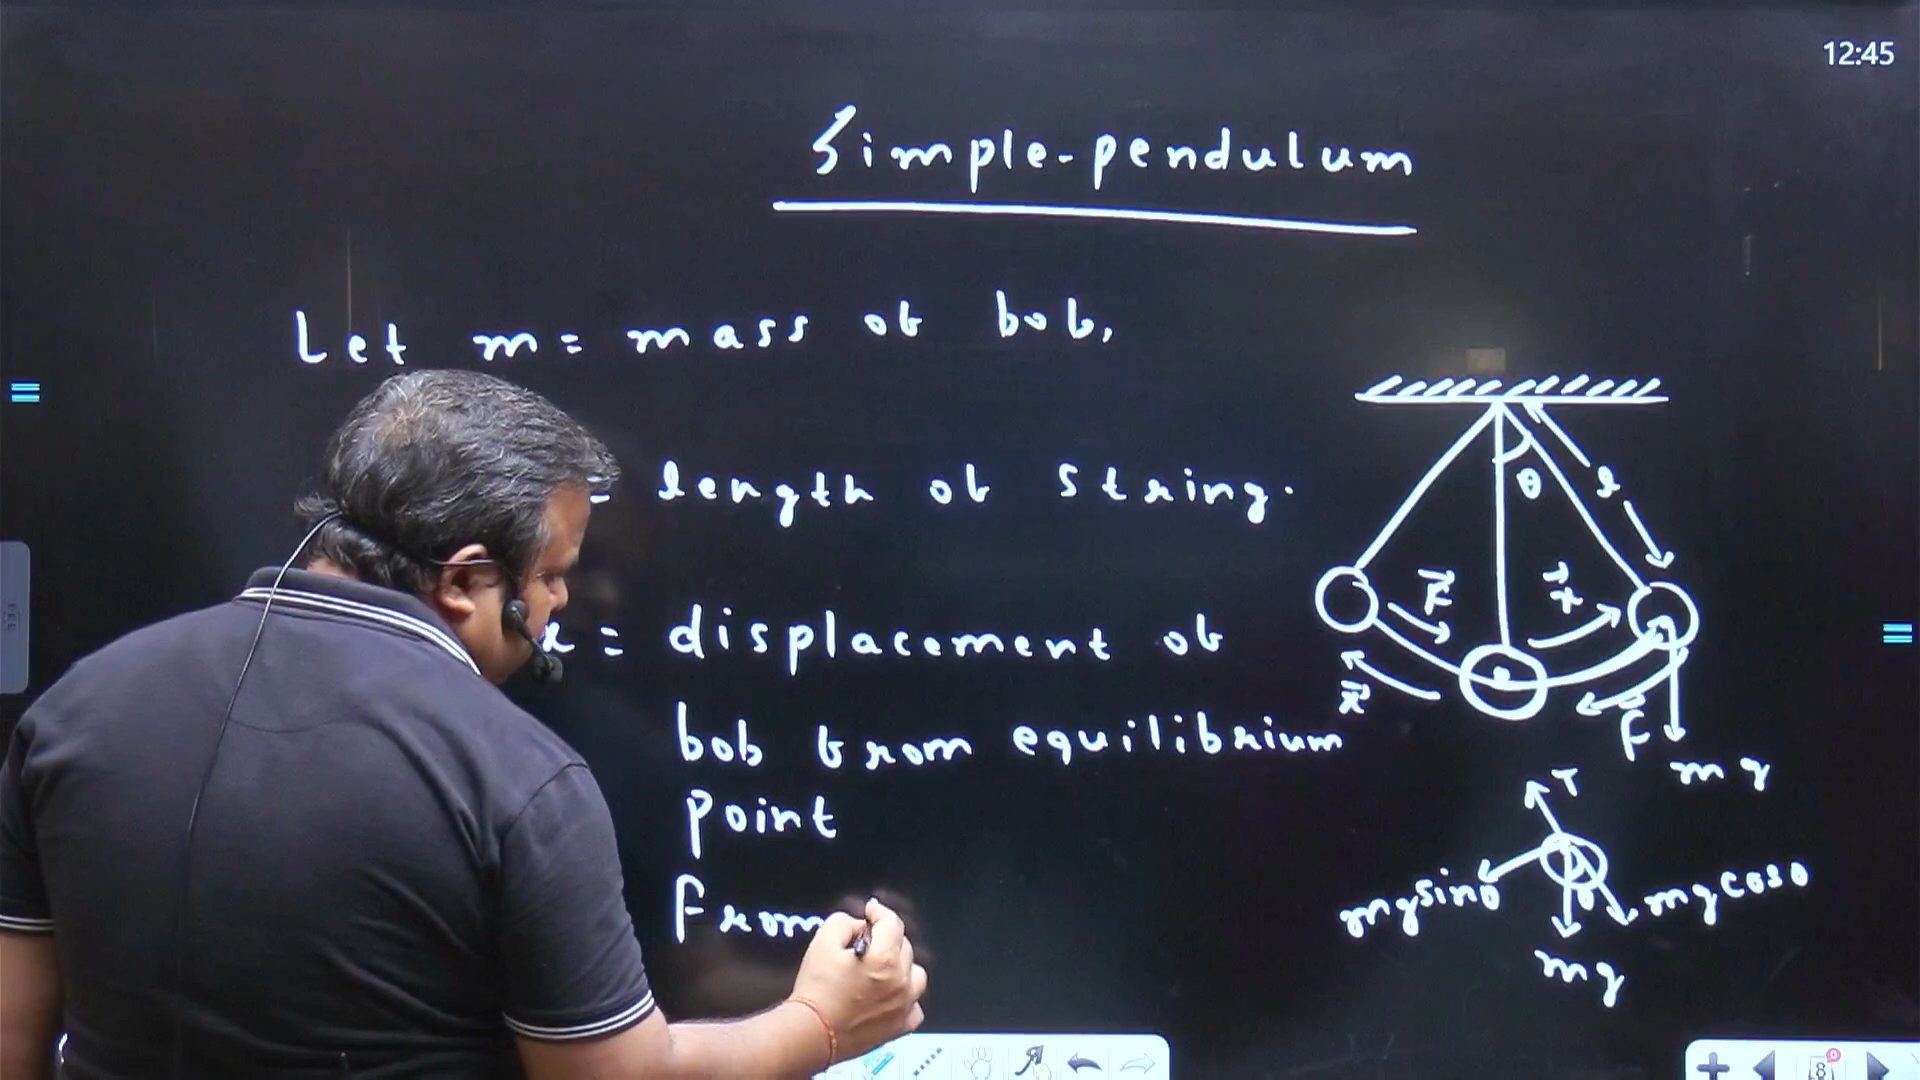 12:45
Simple-pendulum
Let m = mass of bob,
= length of string.
x = displacement of
bob from equilibrium
point
From
θ
l
F
x
x
F
mg
T
mgsinθ
mgcosθ
θ
mg
8